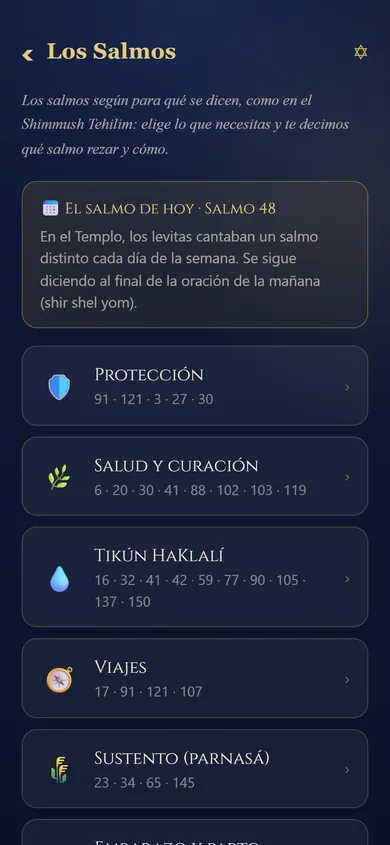 Los Salmos
Los salmos según para qué se dicen, como en el
Shimmush Tehilim: elige lo que necesitas y te decimos
qué salmo rezar y cómo.
El salmo de hoy · Salmo 48
En el Templo, los levitas cantaban un salmo
distinto cada día de la semana. Se sigue
diciendo al final de la oración de la mañana
(shir shel yom).
Protección
91 · 121 · 3 · 27 · 30
Salud y curación
6 · 20 · 30 · 41 · 88 · 102 · 103 · 119
Tikún HaKlalí
16 · 32 · 41 · 42 · 59 · 77 · 90 · 105 ·
137 · 150
Viajes
17 · 91 · 121 · 107
Sustento (parnasá)
23 · 34 · 65 · 145
Embarazo y parto